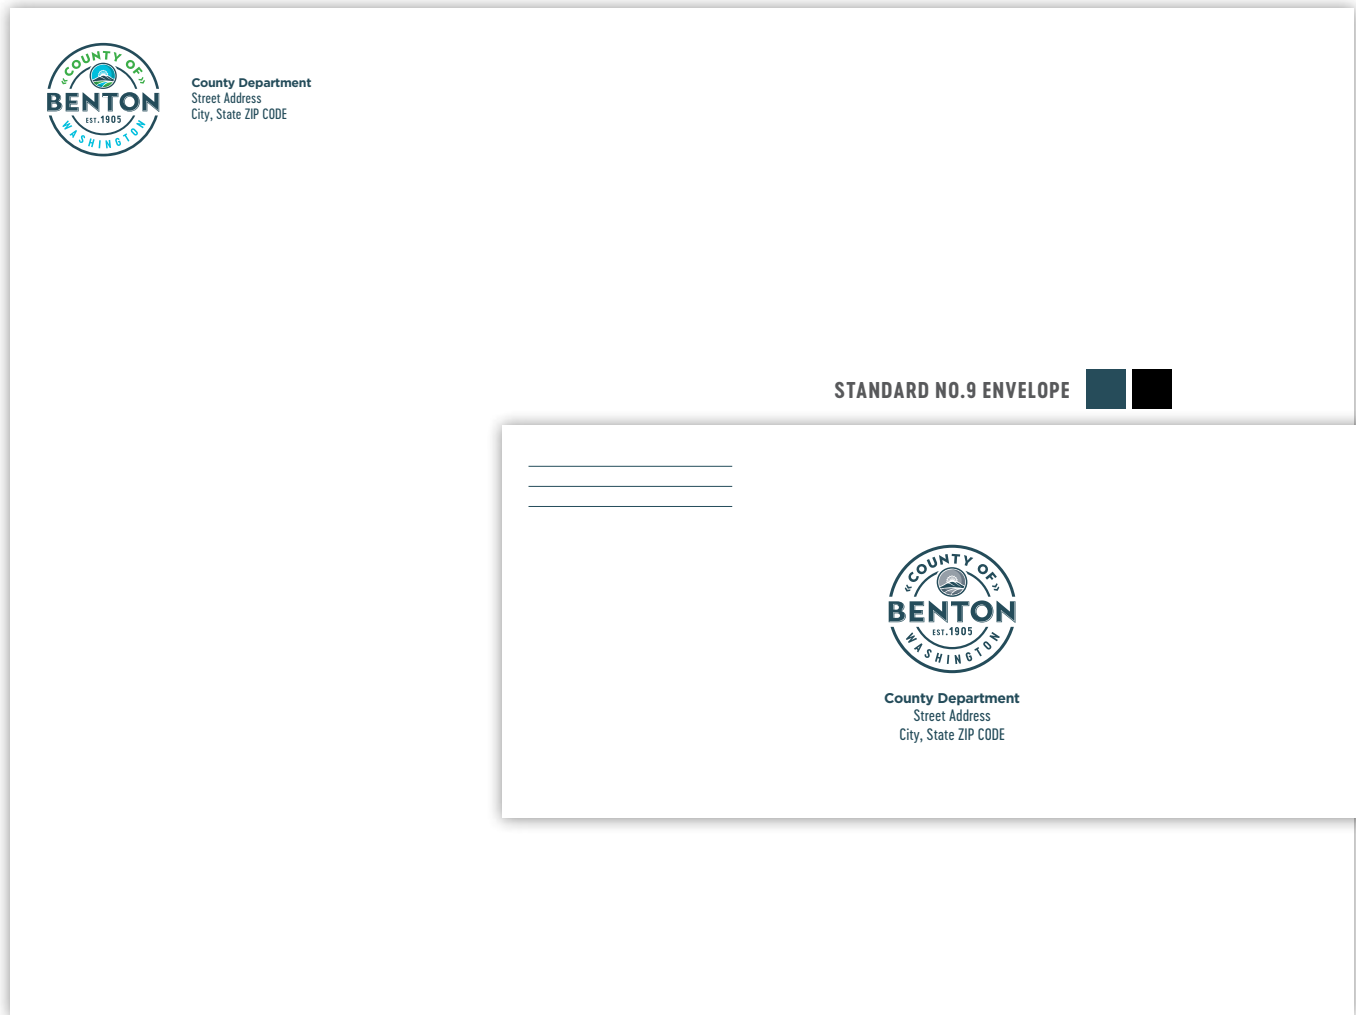 COUNTY OF
BENTON
EST. 1905
WASHINGTON
County Department
Street Address
City, State ZIP CODE
STANDARD NO.9 ENVELOPE
COUNTY OF
BENTON
EST. 1905
WASHINGTON
County Department
Street Address
City, State ZIP CODE